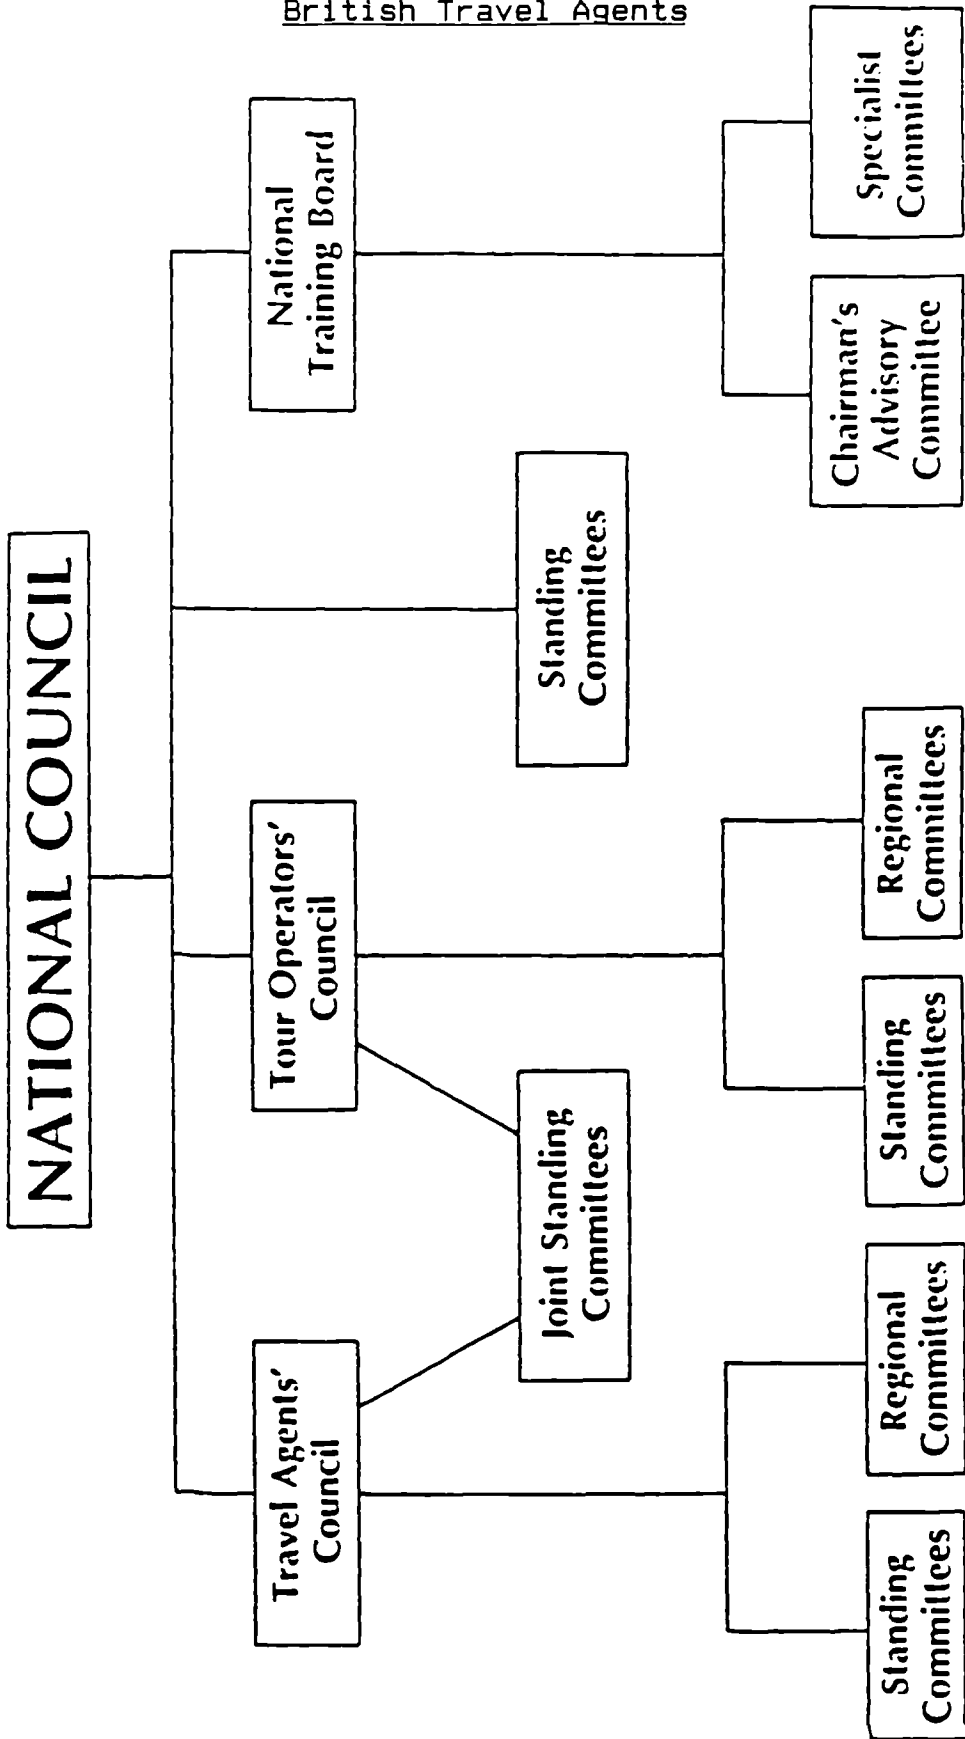 British Travel Agents
NATIONAL COUNCIL
Travel Agents'
Council
Tour Operators'
Council
National
Training Board
Joint Standing
Committees
Standing
Committees
Standing
Committees
Regional
Committees
Standing
Committees
Regional
Committees
Chairman's
Advisory
Committee
Specialist
Committees